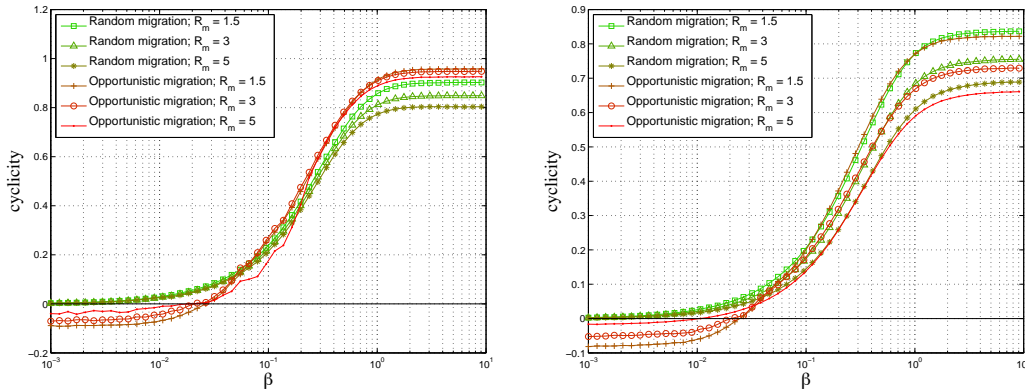 1.2
1
0.8
0.6
0.4
0.2
0
-0.2
cyclicity
Random migration; R_m = 1.5
Random migration; R_m = 3
Random migration; R_m = 5
Opportunistic migration; R_m = 1.5
Opportunistic migration; R_m = 3
Opportunistic migration; R_m = 5
10^-3 10^-2 10^-1 10^0 10^1
β
0.9
0.8
0.7
0.6
0.5
0.4
0.3
0.2
0.1
0
-0.1
cyclicity
Random migration; R_m = 1.5
Random migration; R_m = 3
Random migration; R_m = 5
Opportunistic migration; R_m = 1.5
Opportunistic migration; R_m = 3
Opportunistic migration; R_m = 5
10^-3 10^-2 10^-1 10^0 10^1
β